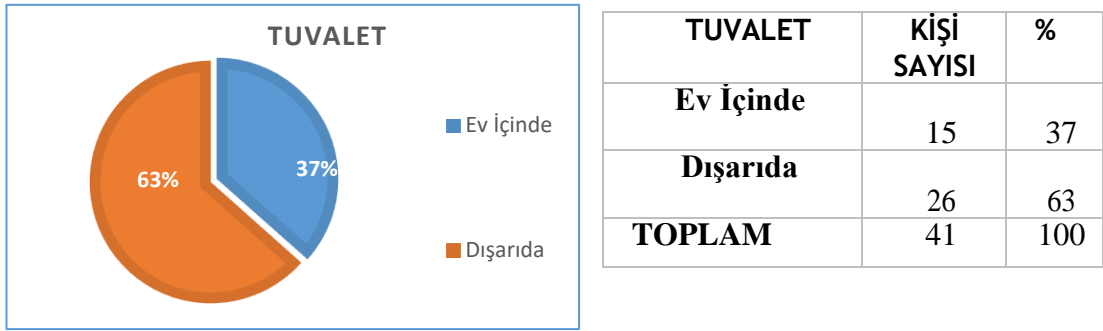 TUVALET
37%
63%
Ev İçinde
Dışarıda
TUVALET KİŞİ SAYISI %
Ev İçinde 15 37
Dışarıda 26 63
TOPLAM 41 100